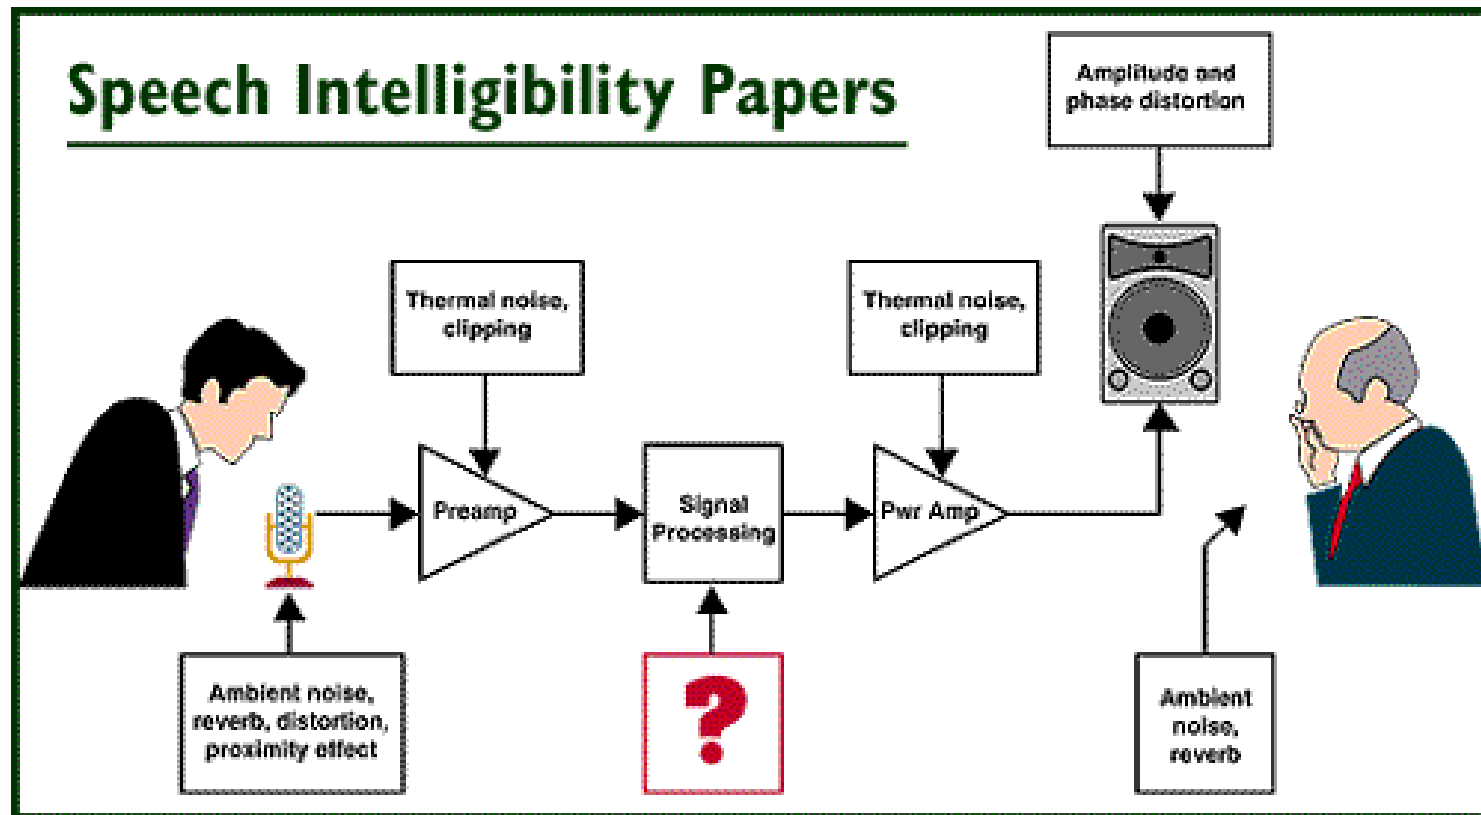 Speech Intelligibility Papers
Amplitude and
phase distortion
Thermal noise,
clipping
Thermal noise,
clipping
Preamp
Signal
Processing
Pwr Amp
Ambient noise,
reverb, distortion,
proximity effect
?
Ambient
noise,
reverb